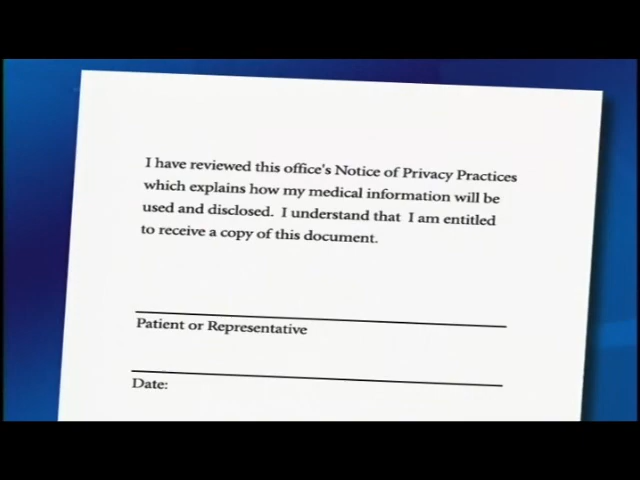 I have reviewed this office's Notice of Privacy Practices
which explains how my medical information will be
used and disclosed. I understand that I am entitled
to receive a copy of this document.
Patient or Representative
Date: